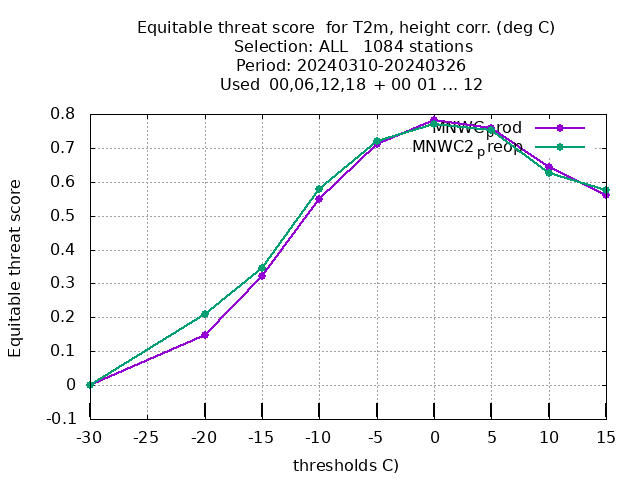 Equitable threat score  for T2m, height corr. (deg C)
Selection: ALL   1084 stations
Period: 20240310-20240326
Used  00,06,12,18  + 00 01 ... 12
Equitable threat score
0.8
0.7
0.6
0.5
0.4
0.3
0.2
0.1
0
-0.1
MNWC_prod
MNWC2_preop
-30 -25 -20 -15 -10 -5 0 5 10 15
thresholds C)